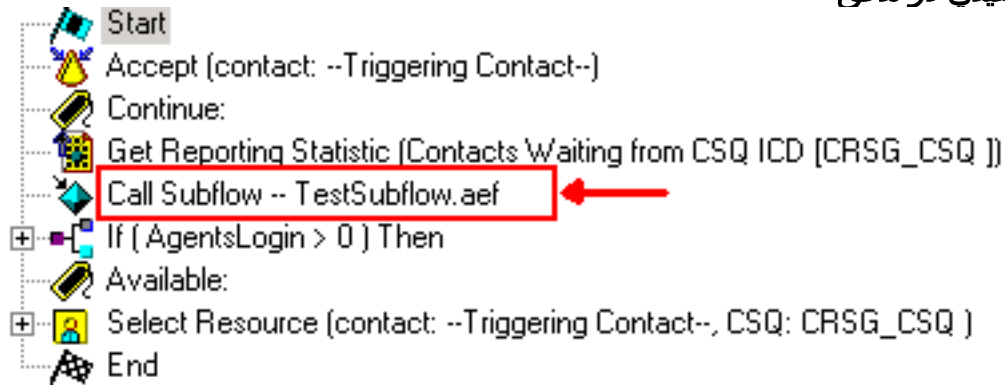 Start
Accept (contact: --Triggering Contact--)
Continue:
Get Reporting Statistic (Contacts Waiting from CSQ ICD [CRSG_CSQ ])
Call Subflow -- TestSubflow.aef
If ( AgentsLogin > 0 ) Then
Available:
Select Resource (contact: --Triggering Contact--, CSQ: CRSG_CSQ )
End